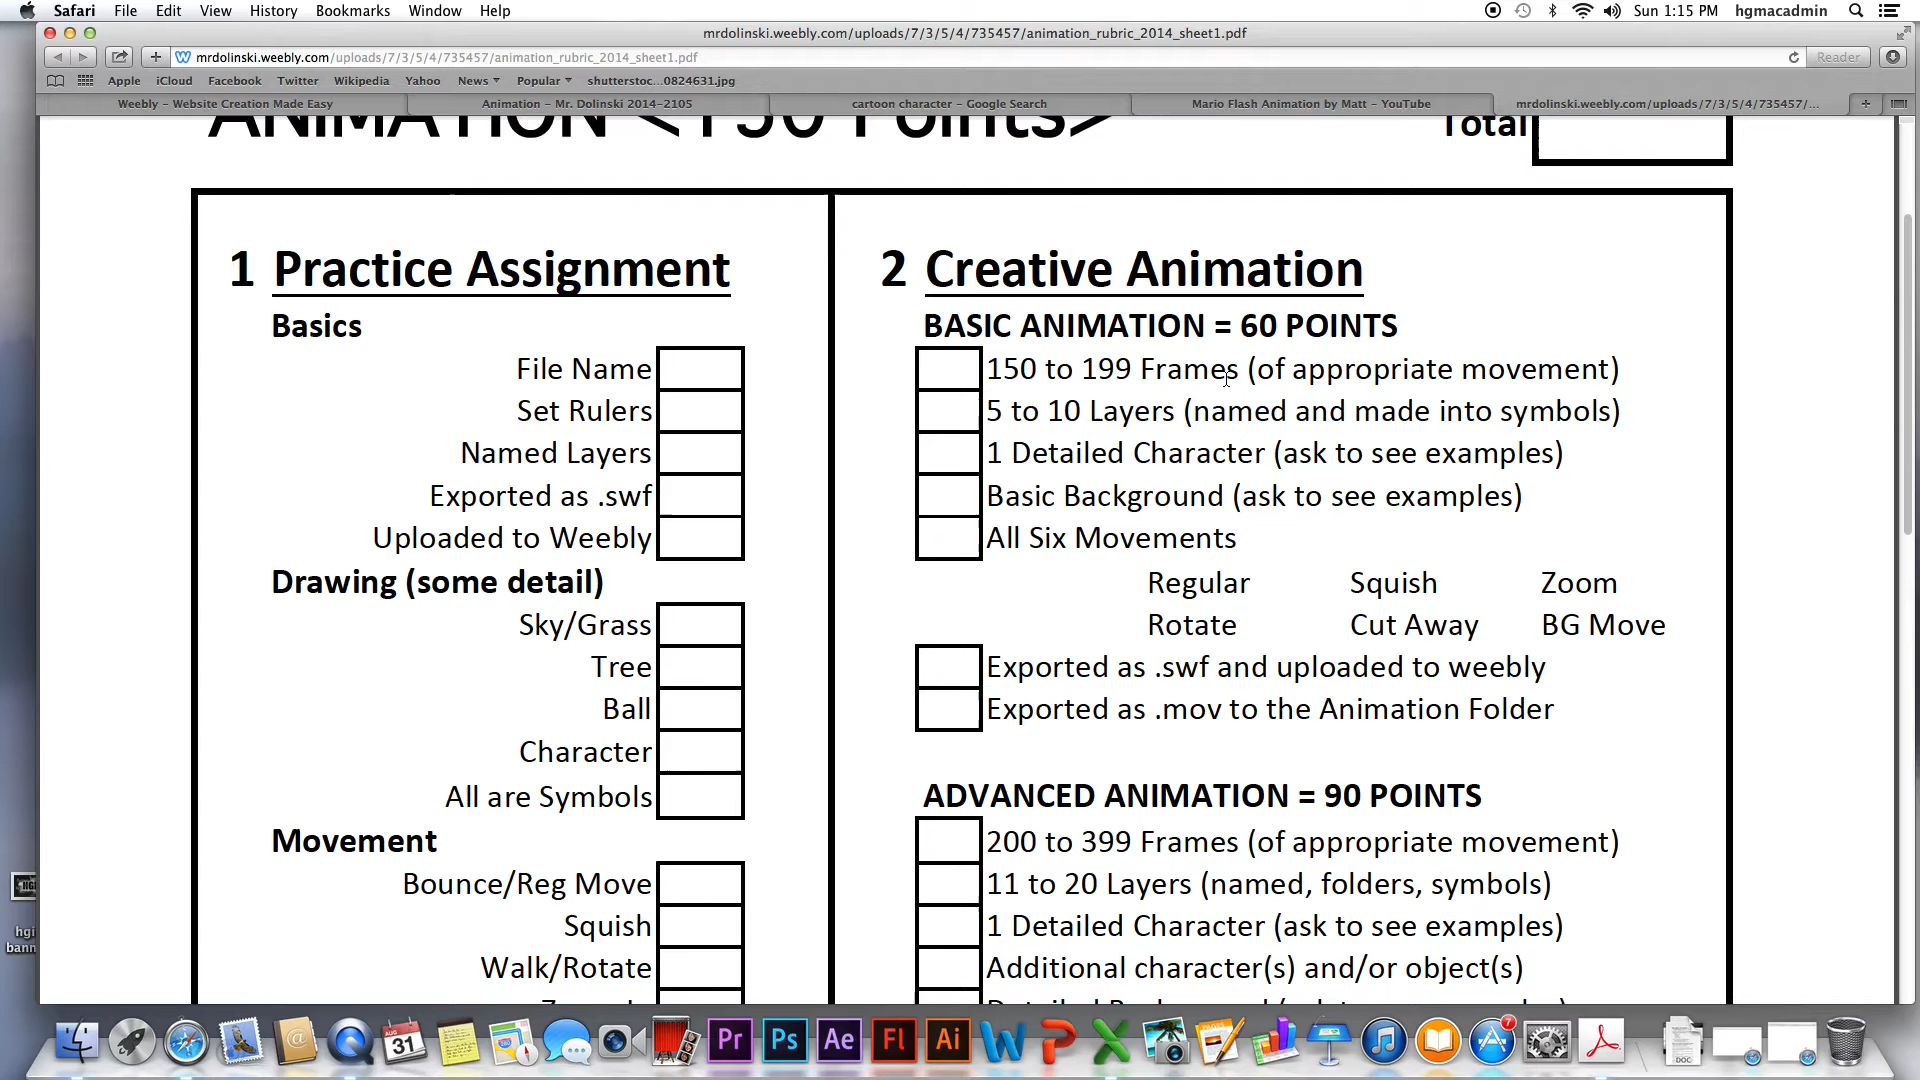 Safari File Edit View History Bookmarks Window Help
Sun 1:15 PM hgmacadmin
mrdolinski.weebly.com/uploads/7/3/5/4/735457/animation_rubric_2014_sheet1.pdf
mrdolinski.weebly.com/uploads/7/3/5/4/735457/animation_rubric_2014_sheet1.pdf
Reader
Apple iCloud Facebook Twitter Wikipedia Yahoo News Popular shutterstoc...0824631.jpg
Weebly - Website Creation Made Easy
Animation - Mr. Dolinski 2014-2105
cartoon character - Google Search
Mario Flash Animation by Matt - YouTube
mrdolinski.weebly.com/uploads/7/3/5/4/735457/...
ANIMATION <150 Points>
Total
1 Practice Assignment
Basics
File Name
Set Rulers
Named Layers
Exported as .swf
Uploaded to Weebly
Drawing (some detail)
Sky/Grass
Tree
Ball
Character
All are Symbols
Movement
Bounce/Reg Move
Squish
Walk/Rotate
2 Creative Animation
BASIC ANIMATION = 60 POINTS
150 to 199 Frames (of appropriate movement)
5 to 10 Layers (named and made into symbols)
1 Detailed Character (ask to see examples)
Basic Background (ask to see examples)
All Six Movements
Regular Squish Zoom
Rotate Cut Away BG Move
Exported as .swf and uploaded to weebly
Exported as .mov to the Animation Folder
ADVANCED ANIMATION = 90 POINTS
200 to 399 Frames (of appropriate movement)
11 to 20 Layers (named, folders, symbols)
1 Detailed Character (ask to see examples)
Additional character(s) and/or object(s)
hgi
bann
AUG
31
Pr Ps Ae Fl Ai
PAGES
7
DOC